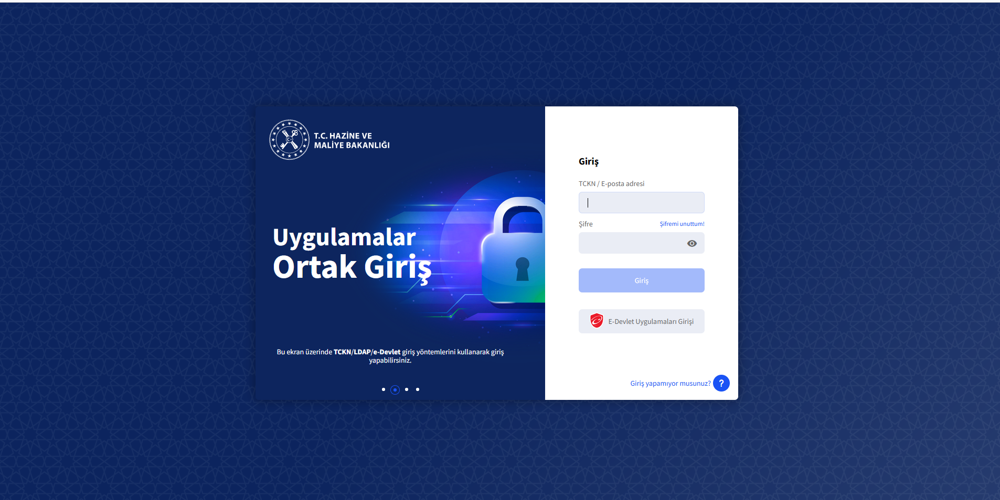 T.C. HAZİNE VE
MALİYE BAKANLIĞI
Uygulamalar
Ortak Giriş
Bu ekran üzerinde TCKN/LDAP/e-Devlet giriş yöntemlerini kullanarak giriş
yapabilirsiniz.
Giriş
TCKN / E-posta adresi
Şifre
Şifremi unuttum!
Giriş
E-Devlet Uygulamaları Girişi
Giriş yapamıyor musunuz? ?